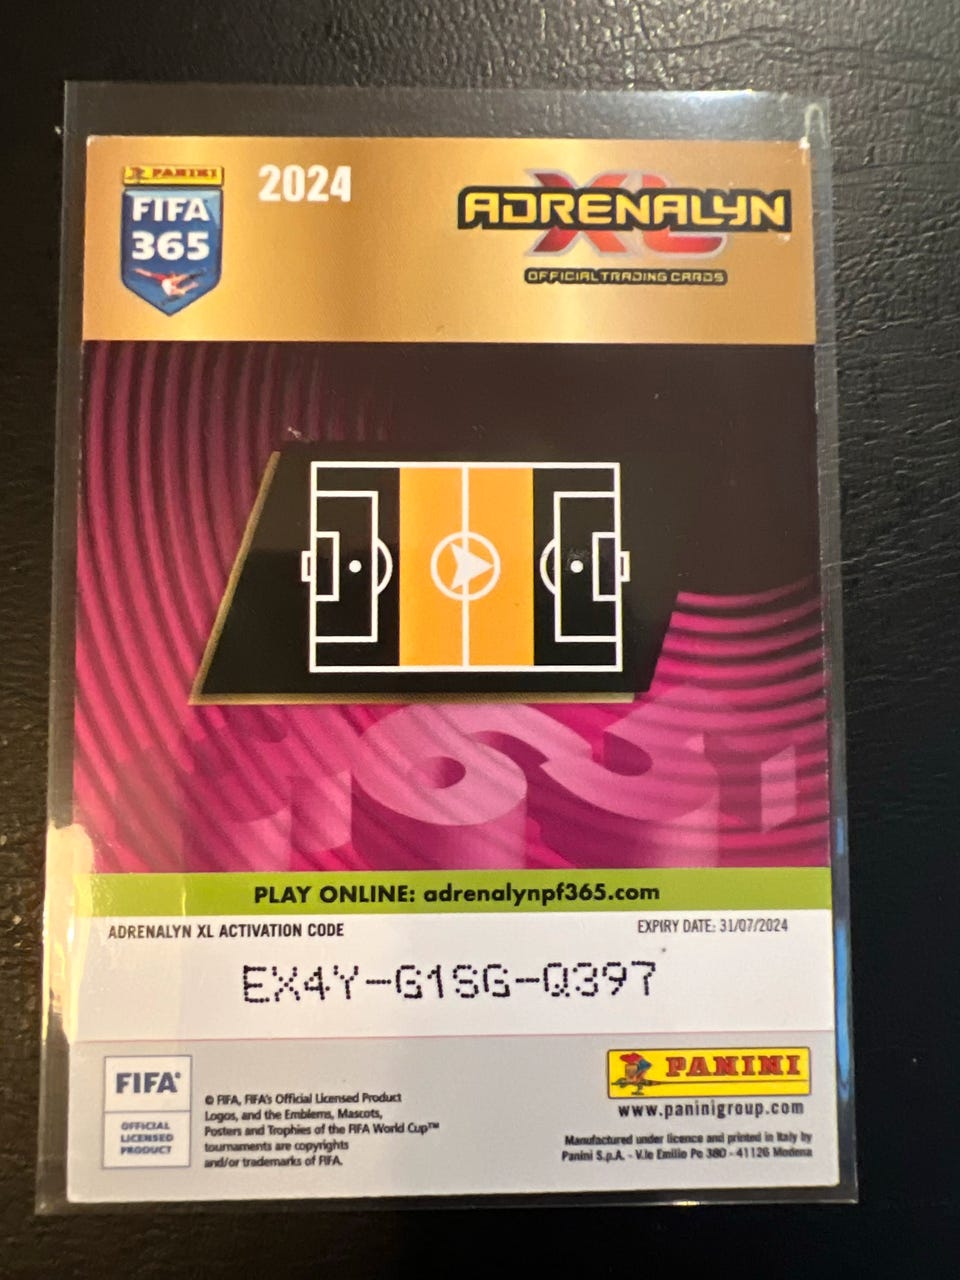 PANINI
FIFA
365
2024
ADRENALYN
XL
OFFICIAL TRADING CARDS
PLAY ONLINE: adrenalynpf365.com
ADRENALYN XL ACTIVATION CODE
EXPIRY DATE: 31/07/2024
EX4Y-G1SG-Q397
FIFA®
OFFICIAL
LICENSED
PRODUCT
© FIFA, FIFA's Official Licensed Product
Logos, and the Emblems, Mascots,
Posters and Trophies of the FIFA World Cup™
tournaments are copyrights
and/or trademarks of FIFA.
PANINI
www.paninigroup.com
Manufactured under licence and printed in Italy by
Panini S.p.A. - V.le Emilio Po 380 - 41126 Modena